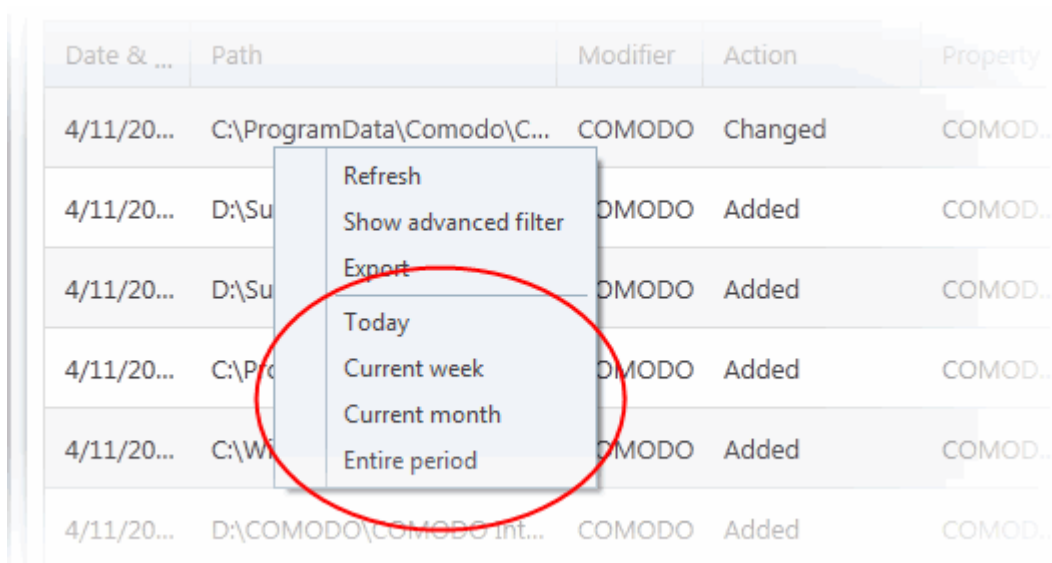 Date & ... Path Modifier Action Property
4/11/20... C:\ProgramData\Comodo\C... COMODO Changed COMOD...
Refresh
4/11/20... D:\Su OMODO Added COMOD...
Show advanced filter
Export
4/11/20... D:\Su OMODO Added COMOD...
Today
4/11/20... C:\Pro OMODO Added COMOD...
Current week
Current month
4/11/20... C:\Wi OMODO Added COMOD...
Entire period
4/11/20... D:\COMODO\COMODO Int... COMODO Added COMOD...